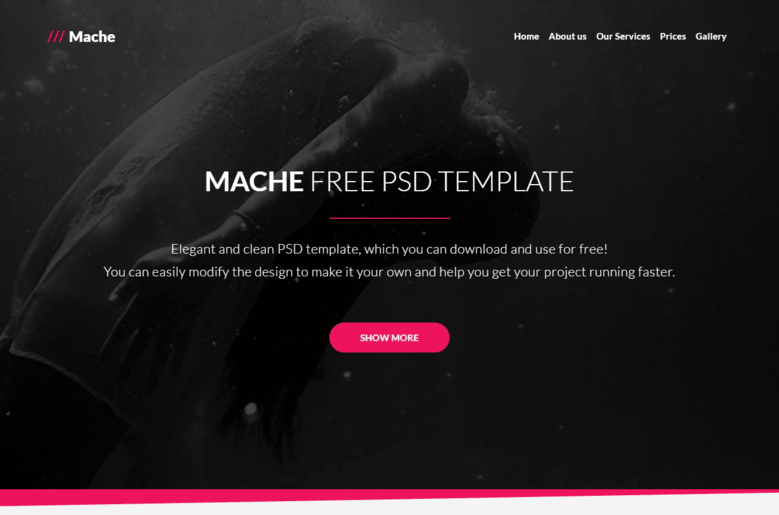 /// Mache
Home About us Our Services Prices Gallery
MACHE FREE PSD TEMPLATE
Elegant and clean PSD template, which you can download and use for free!
You can easily modify the design to make it your own and help you get your project running faster.
SHOW MORE